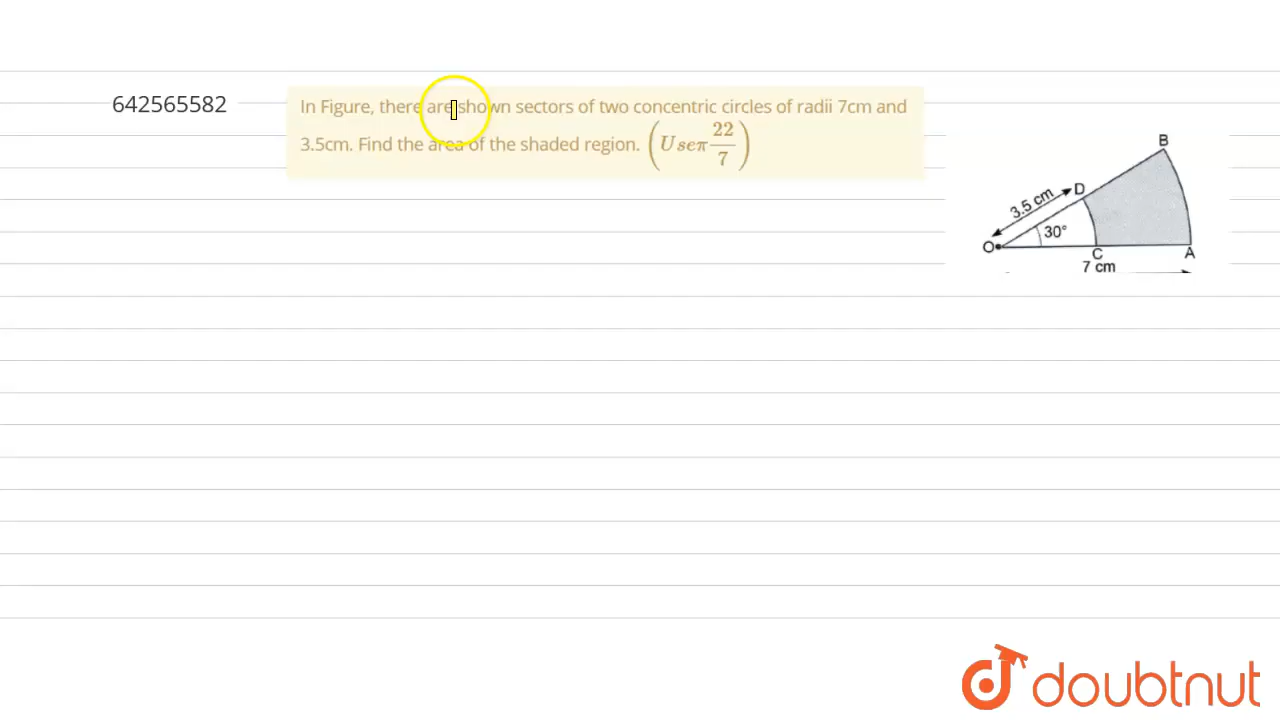 642565582
In Figure, there are shown sectors of two concentric circles of radii 7cm and
3.5cm. Find the area of the shaded region. (Useπ 22/7)
B
D
3.5 cm
30°
O
C
A
7 cm
doubtnut